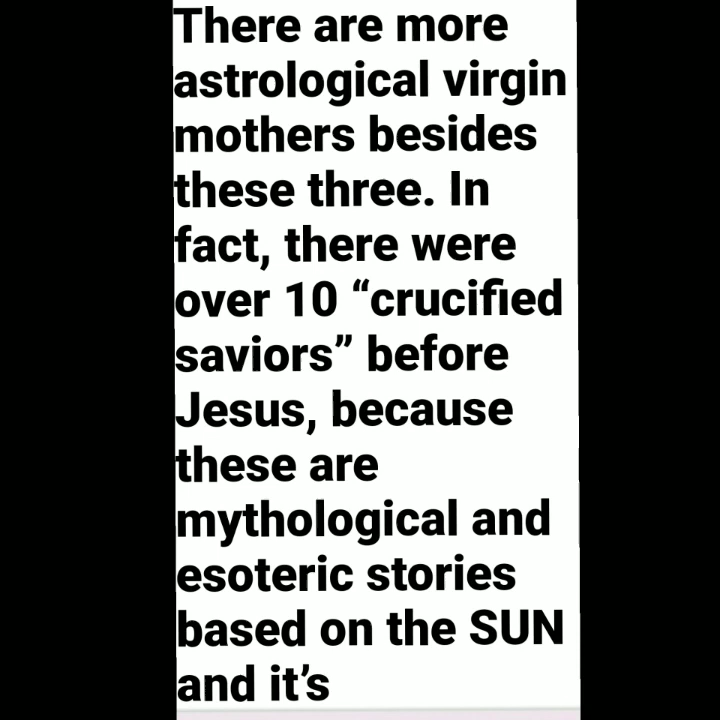 There are more
astrological virgin
mothers besides
these three. In
fact, there were
over 10 “crucified
saviors” before
Jesus, because
these are
mythological and
esoteric stories
based on the SUN
and it’s